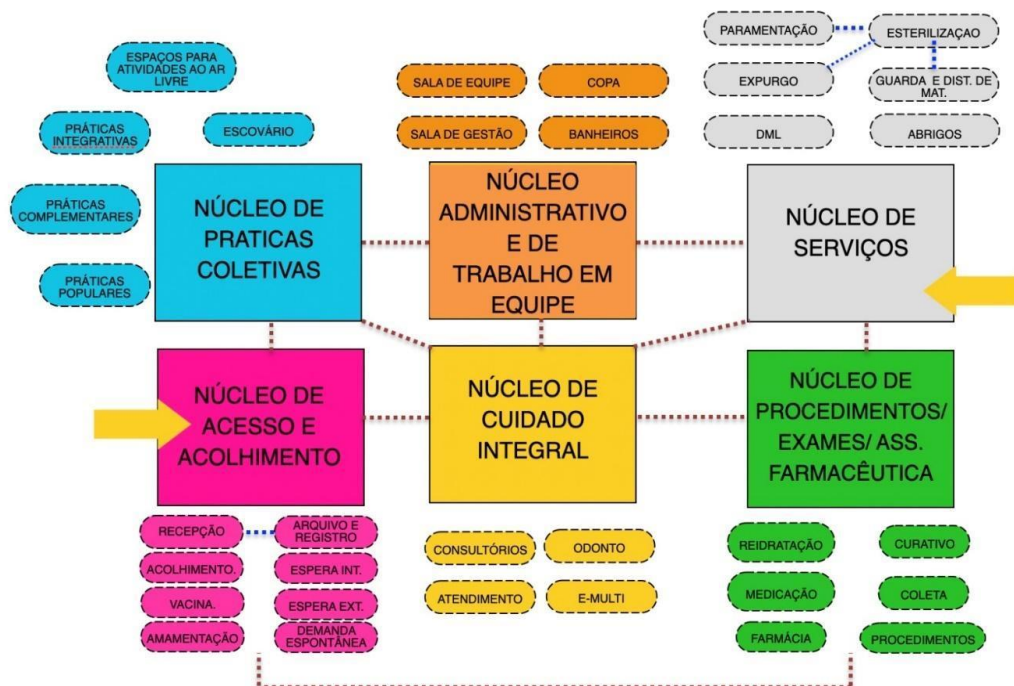 ESPAÇOS PARA
ATIVIDADES AO AR
LIVRE
PRÁTICAS
INTEGRATIVAS
ESCOVÁRIO
PRÁTICAS
COMPLEMENTARES
PRÁTICAS
POPULARES
NÚCLEO DE
PRATICAS
COLETIVAS
SALA DE EQUIPE
COPA
SALA DE GESTÃO
BANHEIROS
NÚCLEO
ADMINISTRATIVO
E DE
TRABALHO EM
EQUIPE
PARAMENTAÇÃO
ESTERILIZAÇAO
EXPURGO
GUARDA E DIST. DE
MAT.
DML
ABRIGOS
NÚCLEO DE
SERVIÇOS
NÚCLEO DE
ACESSO E
ACOLHIMENTO
RECEPÇÃO
ARQUIVO E
REGISTRO
ACOLHIMENTO.
ESPERA INT.
VACINA.
ESPERA EXT.
AMAMENTAÇÃO
DEMANDA
ESPONTÂNEA
NÚCLEO DE
CUIDADO
INTEGRAL
CONSULTÓRIOS
ODONTO
ATENDIMENTO
E-MULTI
NÚCLEO DE
PROCEDIMENTOS/
EXAMES/ ASS.
FARMACÊUTICA
REIDRATAÇÃO
CURATIVO
MEDICAÇÃO
COLETA
FARMÁCIA
PROCEDIMENTOS